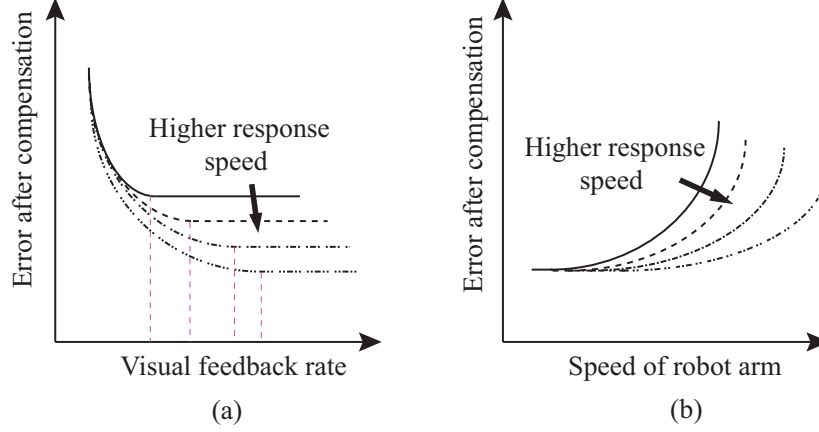 Error after compensation
Higher response
speed
Visual feedback rate
(a)
Error after compensation
Higher response
speed
Speed of robot arm
(b)